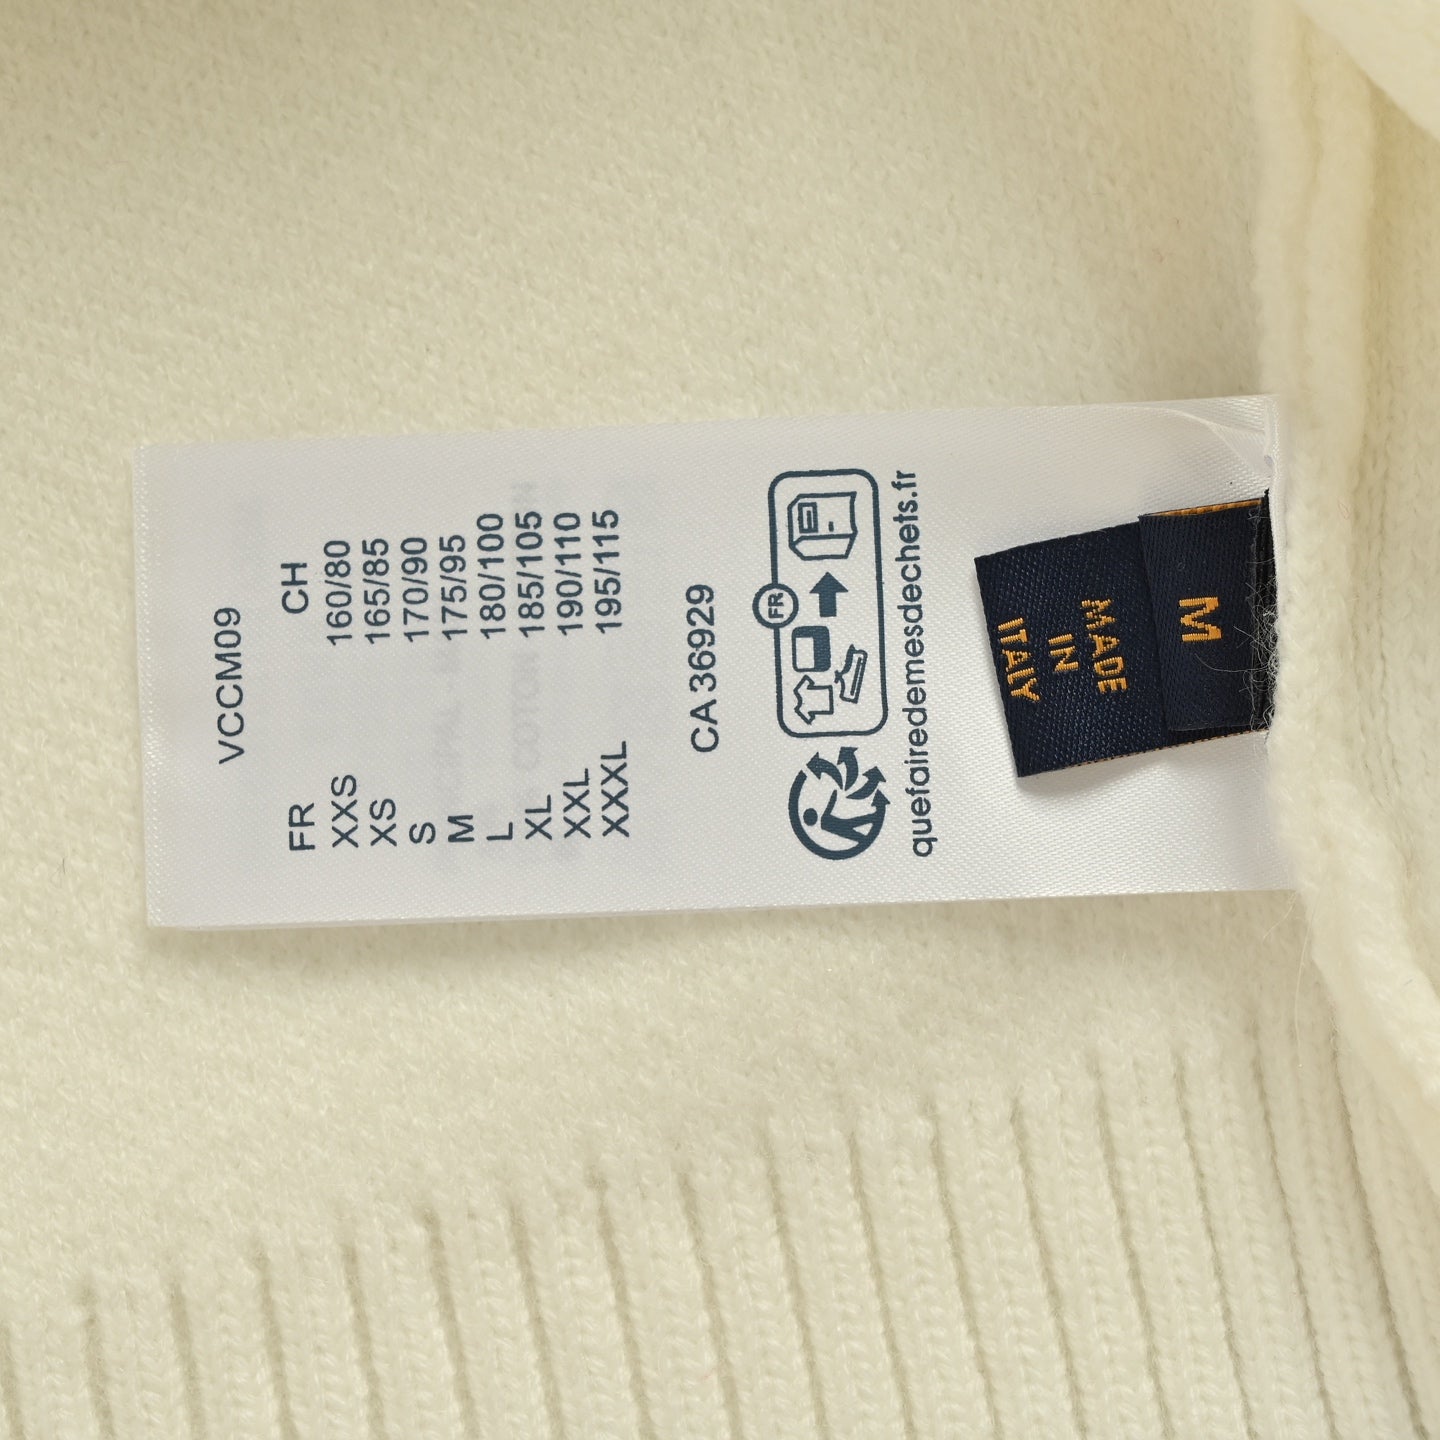 VCCM09
FR CH
XXS 160/80
XS 165/85
S 170/90
M 175/95
L 180/100
XL 185/105
XXL 190/110
XXXL 195/115
CA 36929
FR
quefairedemesdechets.fr
M
MADE
IN
ITALY